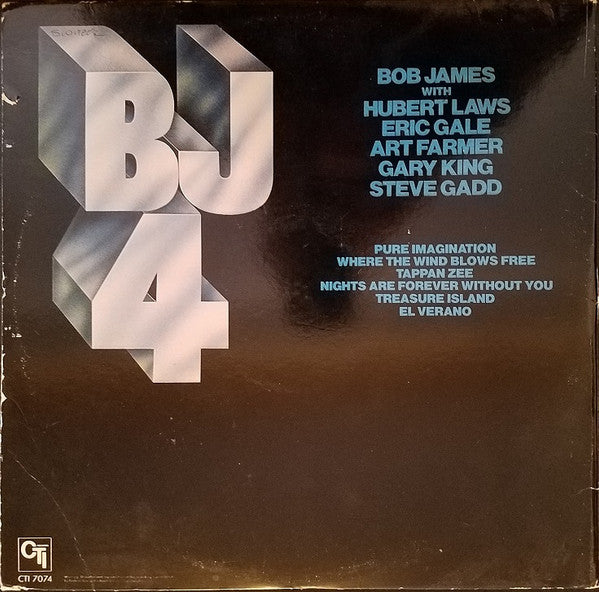 BJ
4
BOB JAMES
WITH
HUBERT LAWS
ERIC GALE
ART FARMER
GARY KING
STEVE GADD
PURE IMAGINATION
WHERE THE WIND BLOWS FREE
TAPPAN ZEE
NIGHTS ARE FOREVER WITHOUT YOU
TREASURE ISLAND
EL VERANO
CTI
CTI 7074